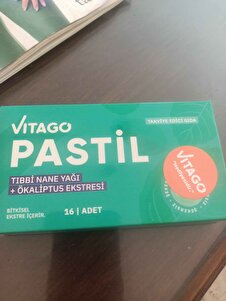 VITAGO
TAKVİYE EDİCİ GIDA
PASTİL
TIBBİ NANE YAĞI
+ ÖKALİPTUS EKSTRESİ
VITAGO
BİTKİSEL
EKSTRE İÇERİR.
16 | ADET